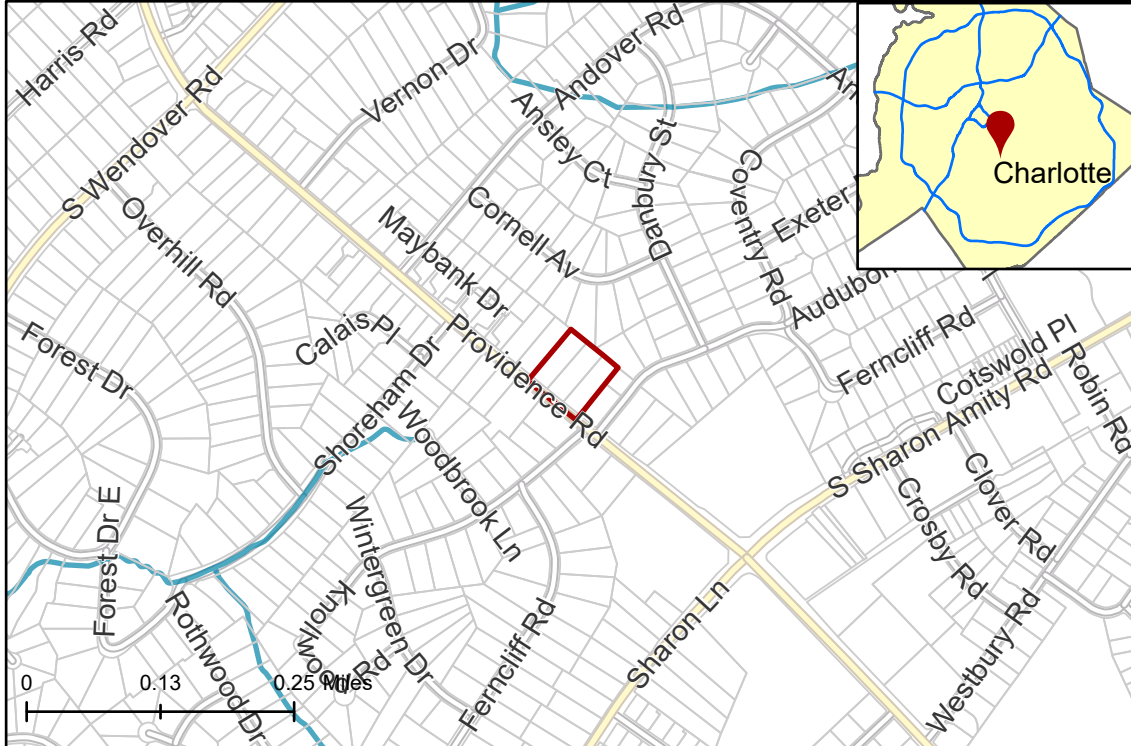 Harris Rd
Vernon Dr
Andover Rd
S Wendover Rd
Ansley Ct
Danbury St
Coventry Rd
Exeter
Charlotte
Overhill Rd
Maybank Dr
Cornell Av
Audubon
Calais Pl
Providence Rd
Ferncliff Rd
Cotswold Pl
Forest Dr
Shoreham Dr
Woodbrook Ln
S Sharon Amity Rd
Robin Rd
Forest Dr E
Wintergreen Dr
Crosby Rd
Clover Rd
Rothwood Dr
Knollwood Rd
Ferncliff Rd
Sharon Ln
Westbury Rd
0 0.13 0.25 Miles